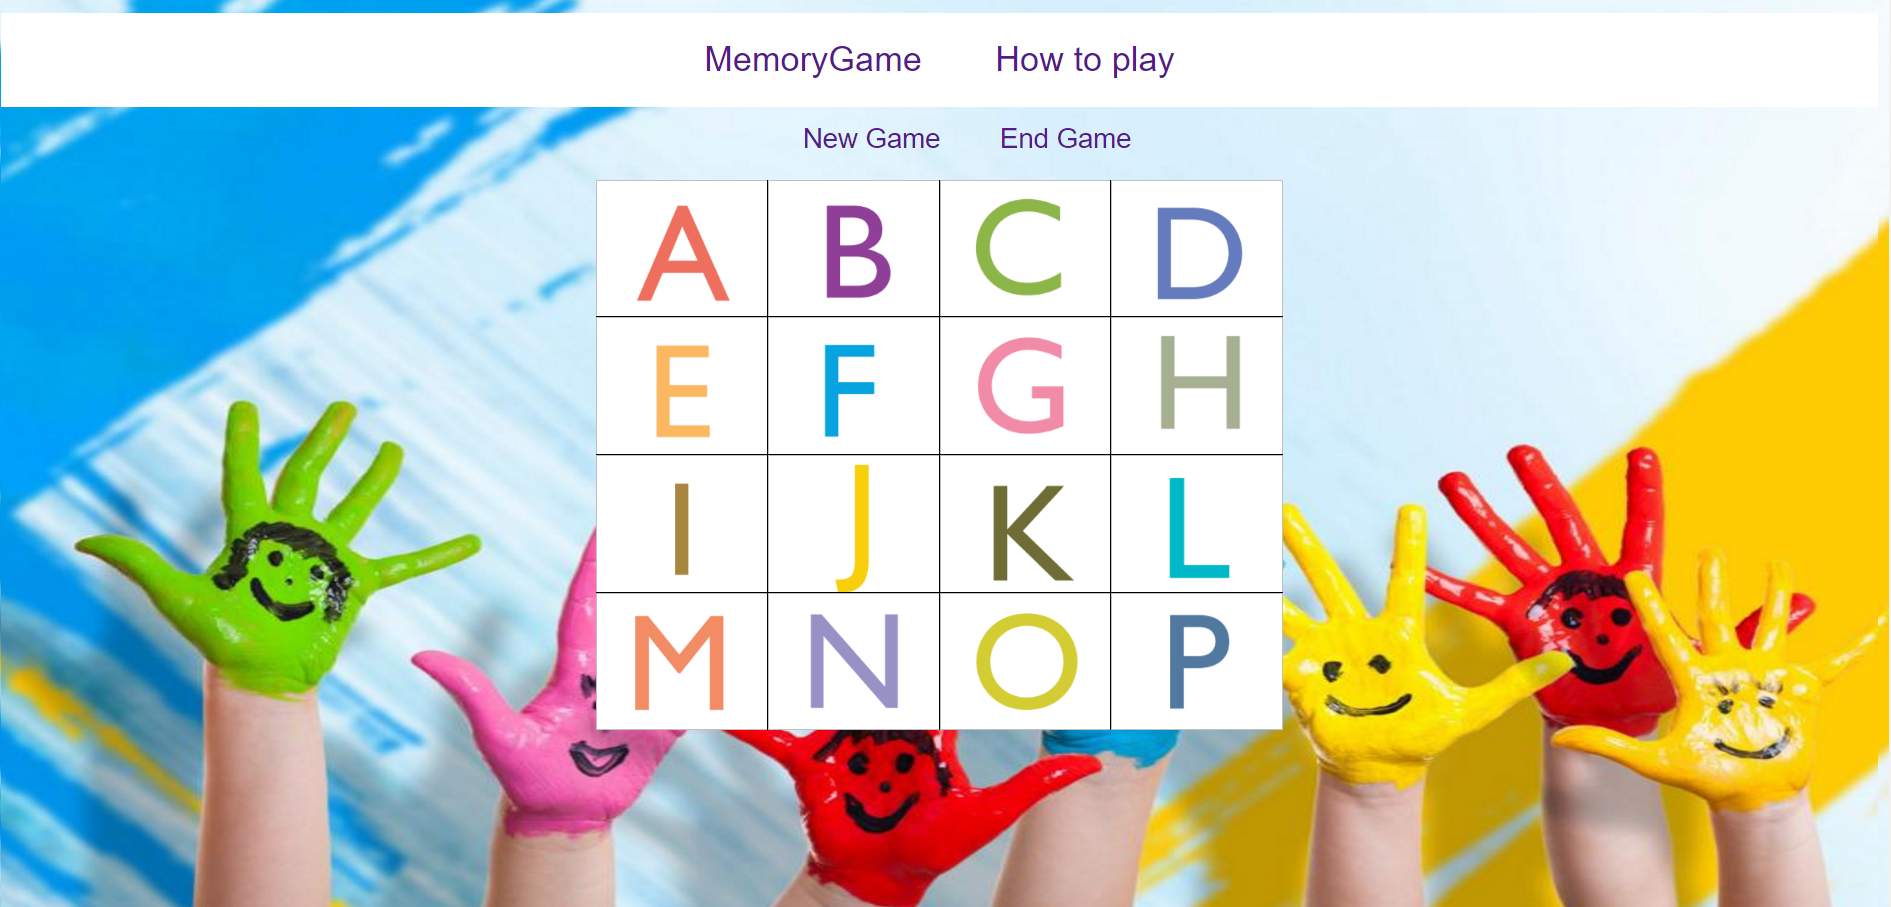 MemoryGame How to play
New Game End Game
A B C D
E F G H
I J K L
M N O P